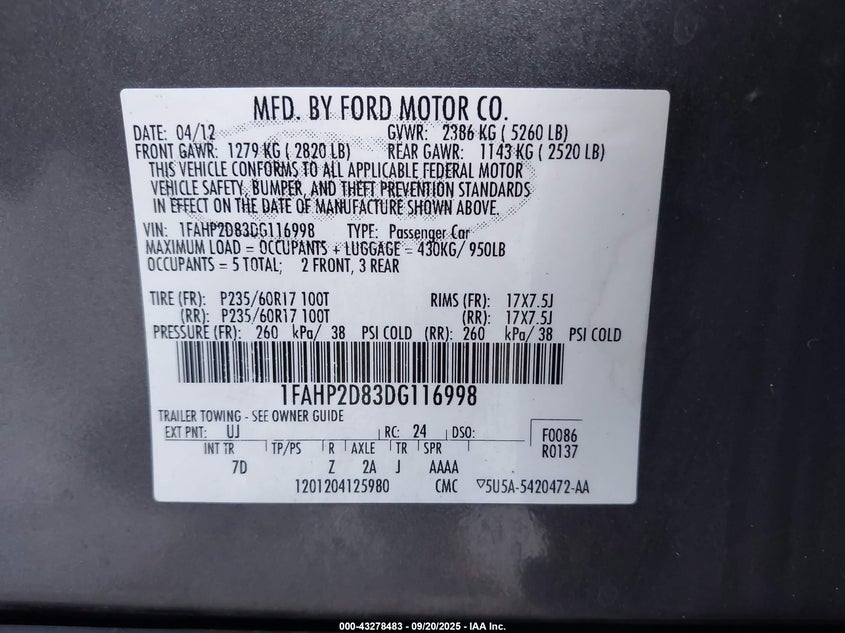 MFD. BY FORD MOTOR CO.
DATE: 04/12 GVWR: 2386 KG ( 5260 LB)
FRONT GAWR: 1279 KG ( 2820 LB) REAR GAWR: 1143 KG ( 2520 LB)
THIS VEHICLE CONFORMS TO ALL APPLICABLE FEDERAL MOTOR
VEHICLE SAFETY, BUMPER, AND THEFT PREVENTION STANDARDS
IN EFFECT ON THE DATE OF MANUFACTURE SHOWN ABOVE.
VIN: 1FAHP2D83DG116998 TYPE: Passenger Car
MAXIMUM LOAD = OCCUPANTS + LUGGAGE = 430KG/ 950LB
OCCUPANTS = 5 TOTAL; 2 FRONT, 3 REAR
TIRE (FR): P235/60R17 100T RIMS (FR): 17X7.5J
(RR): P235/60R17 100T (RR): 17X7.5J
PRESSURE (FR): 260 kPa/ 38 PSI COLD (RR): 260 kPa/ 38 PSI COLD
1FAHP2D83DG116998
TRAILER TOWING - SEE OWNER GUIDE
EXT PNT: UJ RC: 24 DSO: F0086
INT TR TP/PS R AXLE TR SPR R0137
7D Z 2A J AAAA
1201204125980 CMC ▽5U5A-5420472-AA
000-43278483 - 09/20/2025 - IAA Inc.